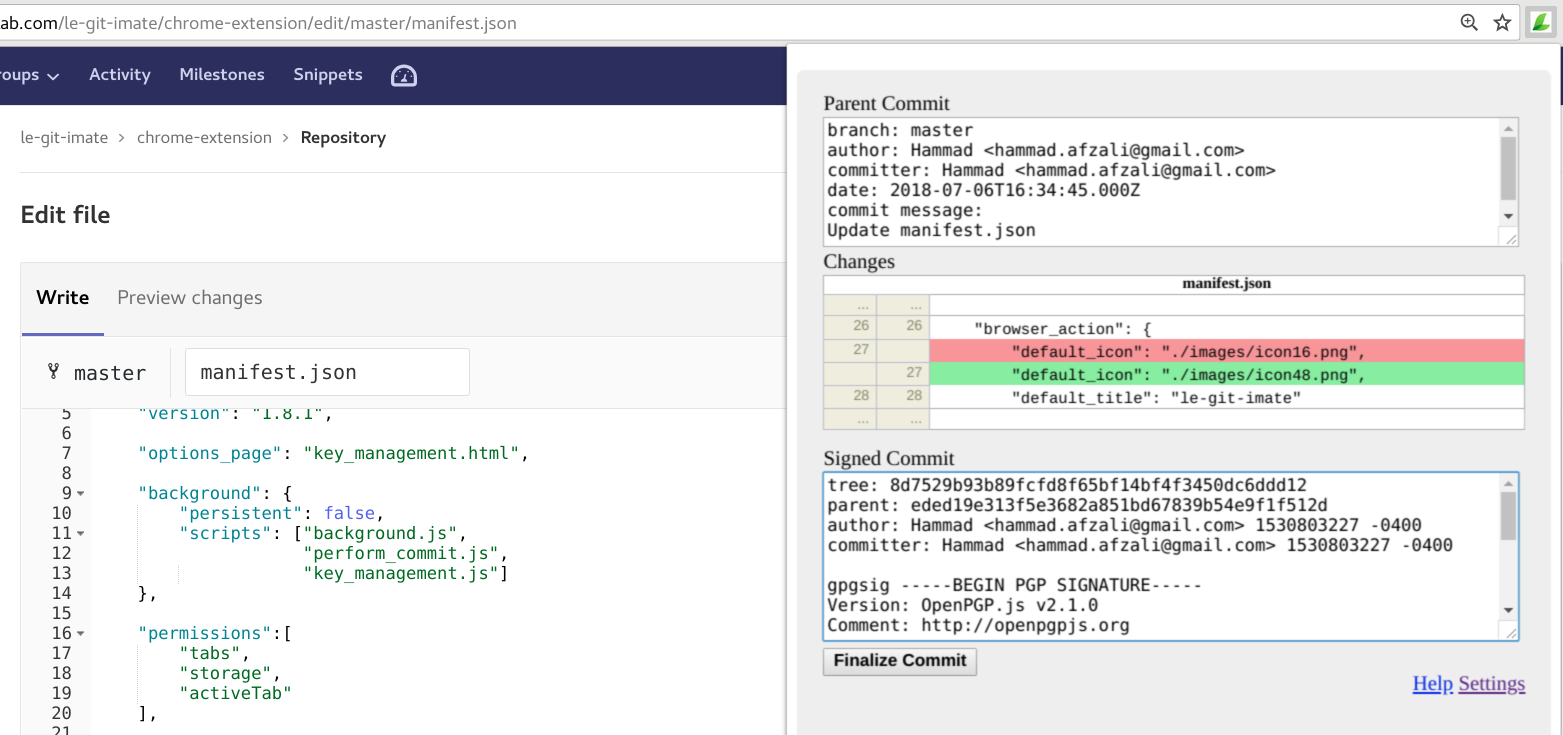 ab.com/le-git-imate/chrome-extension/edit/master/manifest.json
roups Activity Milestones Snippets
le-git-imate > chrome-extension > Repository
Edit file
Write Preview changes
master manifest.json
5 "version": "1.8.1",
6
7 "options_page": "key_management.html",
8
9 "background": {
10 "persistent": false,
11 "scripts": ["background.js",
12 "perform_commit.js",
13 "key_management.js"]
14 },
15
16 "permissions":[
17 "tabs",
18 "storage",
19 "activeTab"
20 ],
21
Parent Commit
branch: master
author: Hammad <hammad.afzali@gmail.com>
committer: Hammad <hammad.afzali@gmail.com>
date: 2018-07-06T16:34:45.000Z
commit message:
Update manifest.json
Changes
manifest.json
... ...
26 26 "browser_action": {
27 "default_icon": "./images/icon16.png",
27 "default_icon": "./images/icon48.png",
28 28 "default_title": "le-git-imate"
... ...
Signed Commit
tree: 8d7529b93b89fcfd8f65bf14bf4f3450dc6ddd12
parent: eded19e313f5e3682a851bd67839b54e9f1f512d
author: Hammad <hammad.afzali@gmail.com> 1530803227 -0400
committer: Hammad <hammad.afzali@gmail.com> 1530803227 -0400
gpgsig -----BEGIN PGP SIGNATURE-----
Version: OpenPGP.js v2.1.0
Comment: http://openpgpjs.org
Finalize Commit
Help Settings